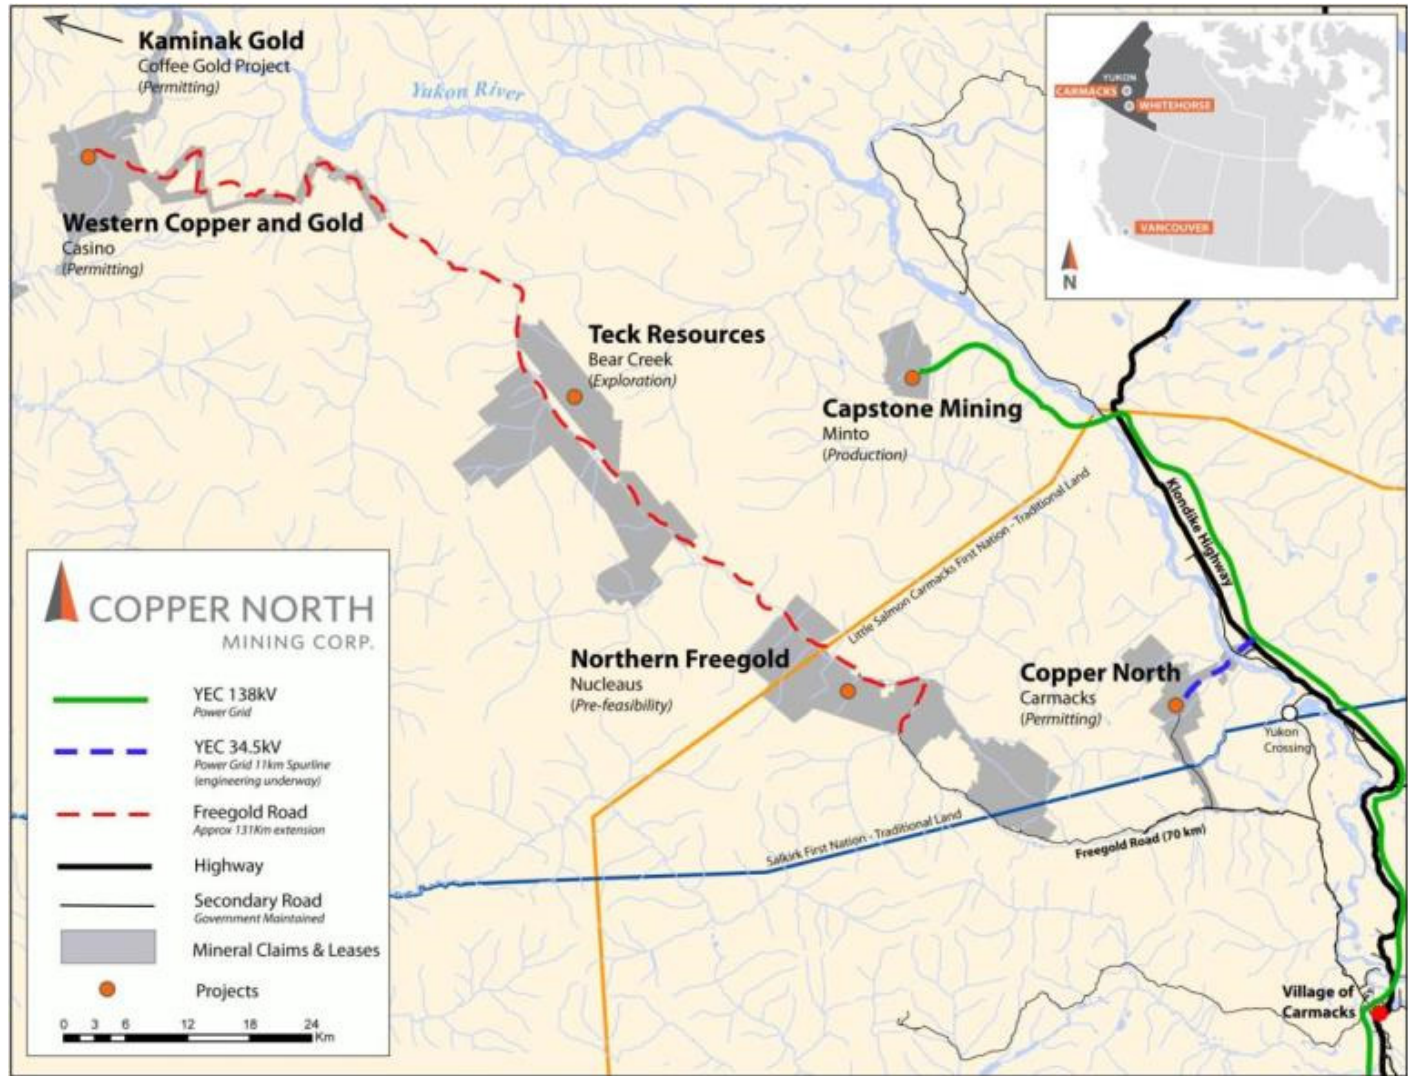 Kaminak Gold
Coffee Gold Project
(Permitting)
Yukon River
YUKON
CARMACKS
WHITEHORSE
VANCOUVER
N
Western Copper and Gold
Casino
(Permitting)
Teck Resources
Bear Creek
(Exploration)
Capstone Mining
Minto
(Production)
Klondike Highway
Little Salmon Carmacks First Nation - Traditional Land
Northern Freegold
Nucleaus
(Pre-feasibility)
Copper North
Carmacks
(Permitting)
Yukon
Crossing
Salkirk First Nation - Traditional Land
Freegold Road (70 km)
Village of
Carmacks
COPPER NORTH
MINING CORP.
YEC 138kV
Power Grid
YEC 34.5kV
Power Grid 11km Spurline
(engineering underway)
Freegold Road
Approx 131Km extension
Highway
Secondary Road
Government Maintained
Mineral Claims & Leases
Projects
0 3 6 12 18 24
Km